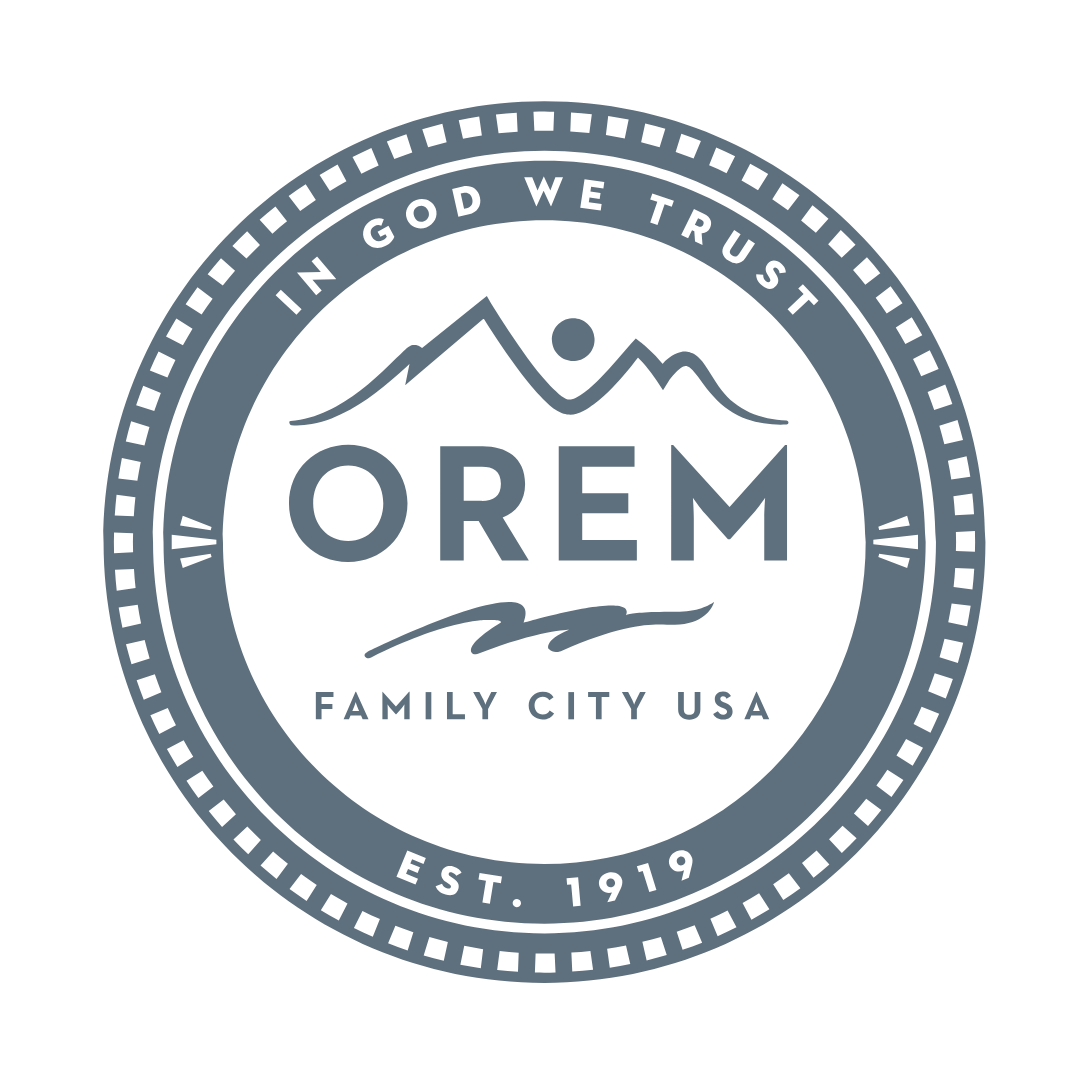 IN GOD WE TRUST
OREM
FAMILY CITY USA
EST. 1919